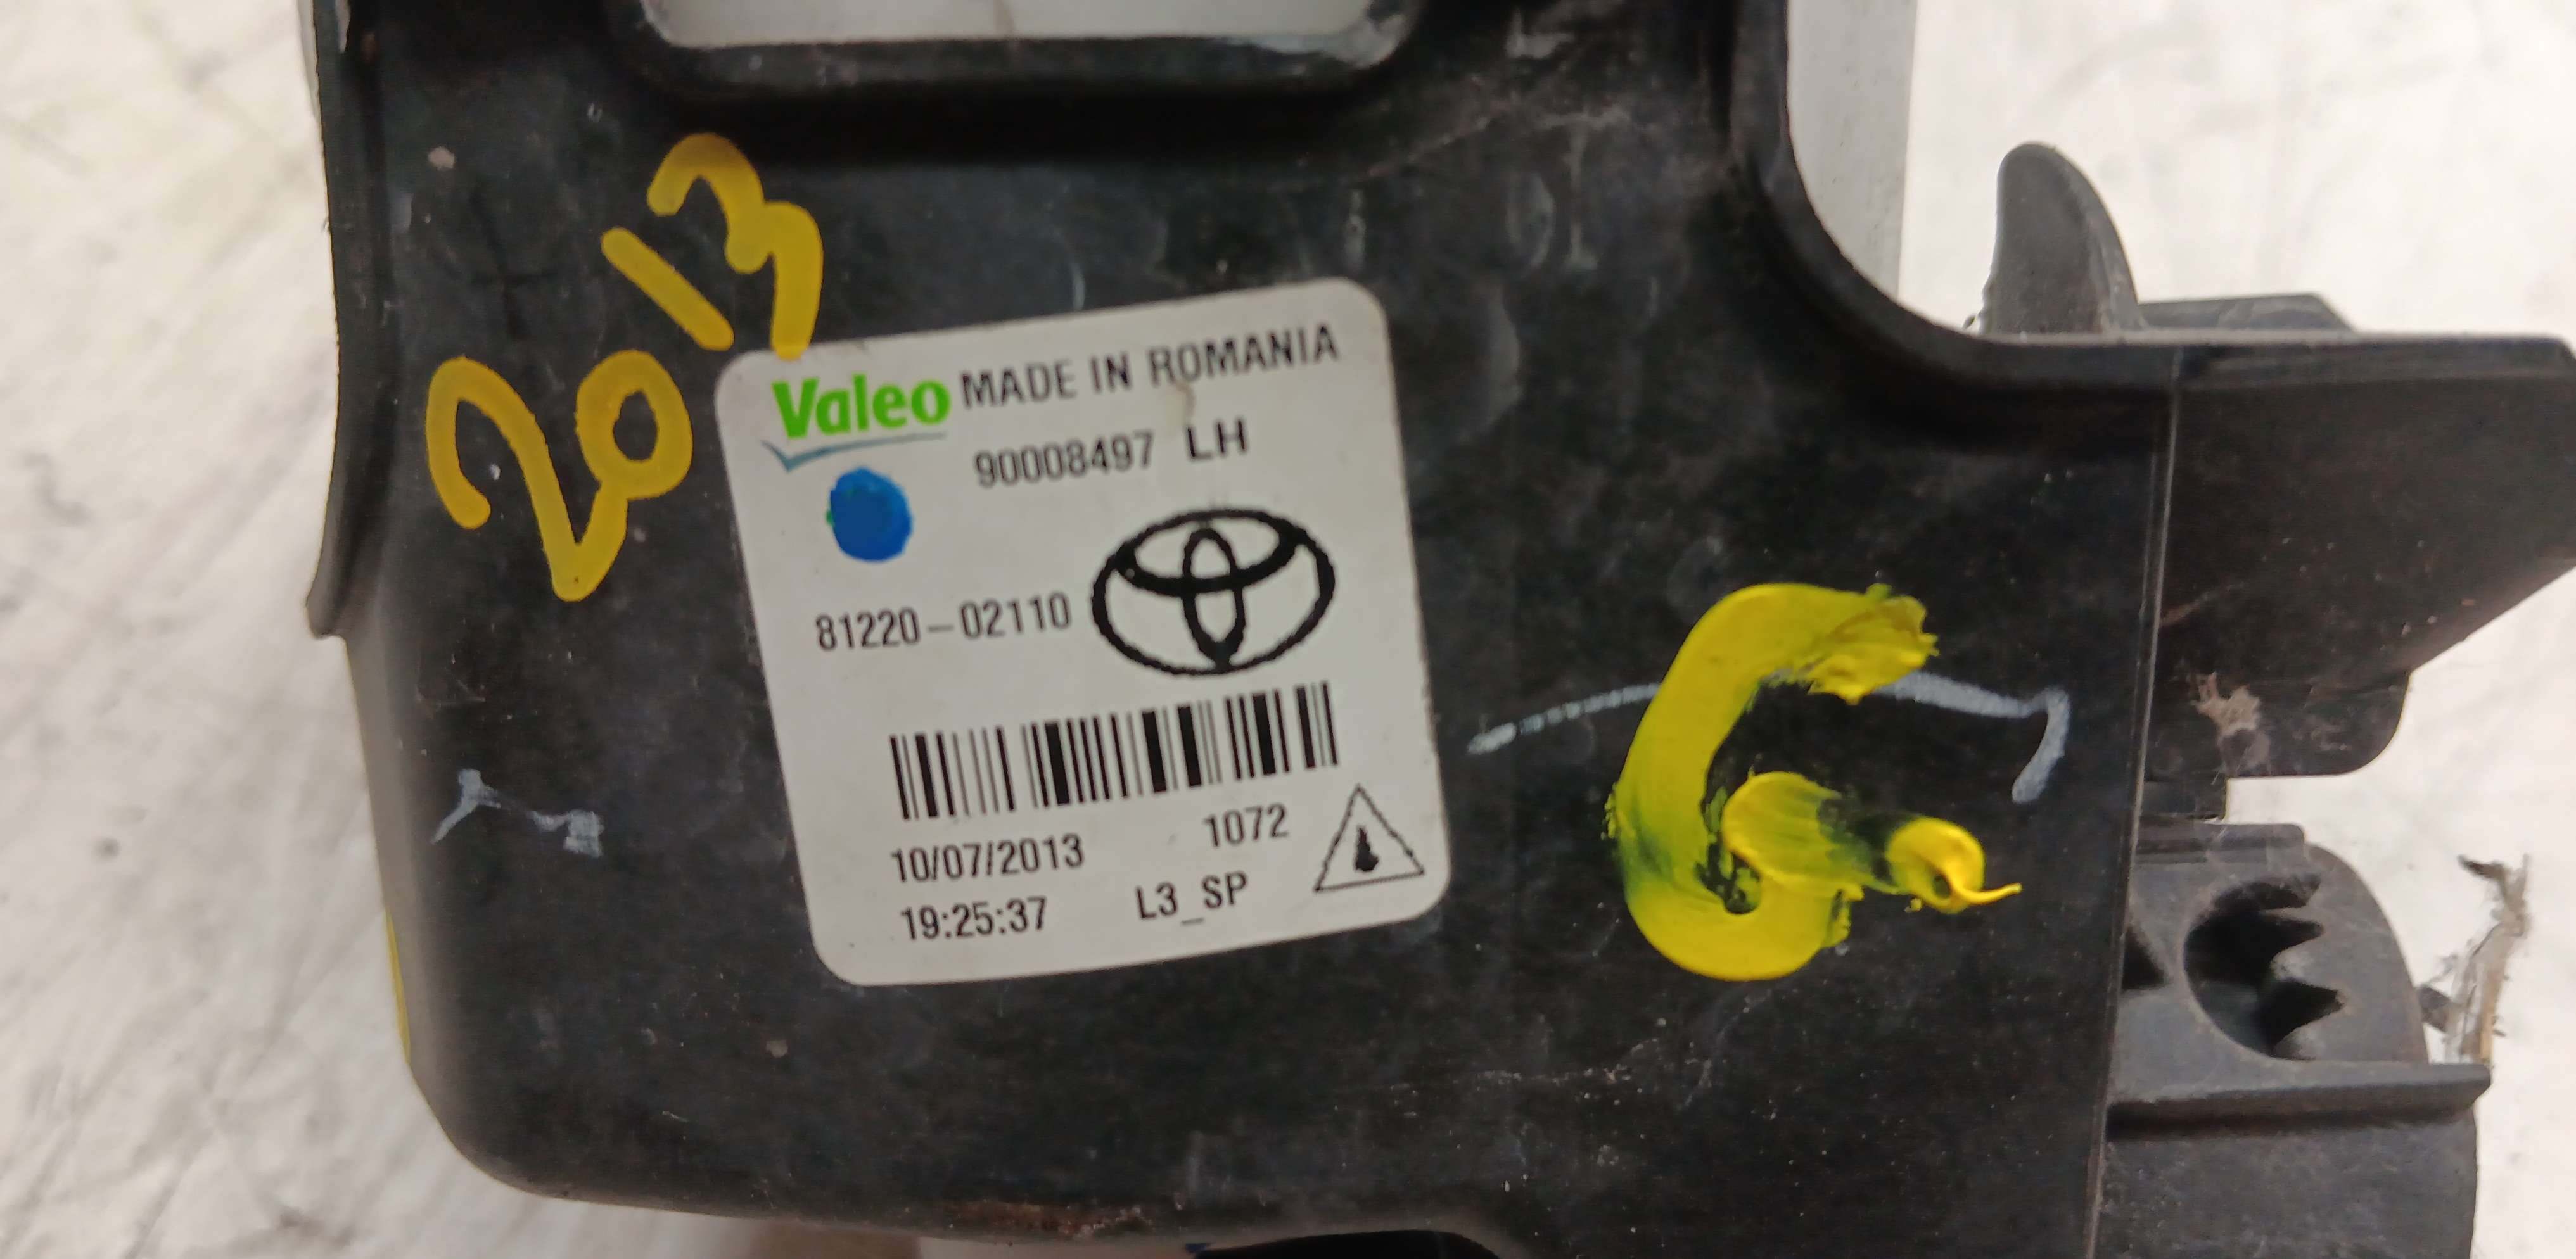 2013
Valeo MADE IN ROMANIA
90008497 LH
81220-02110
10/07/2013 1072
19:25:37 L3_SP
G